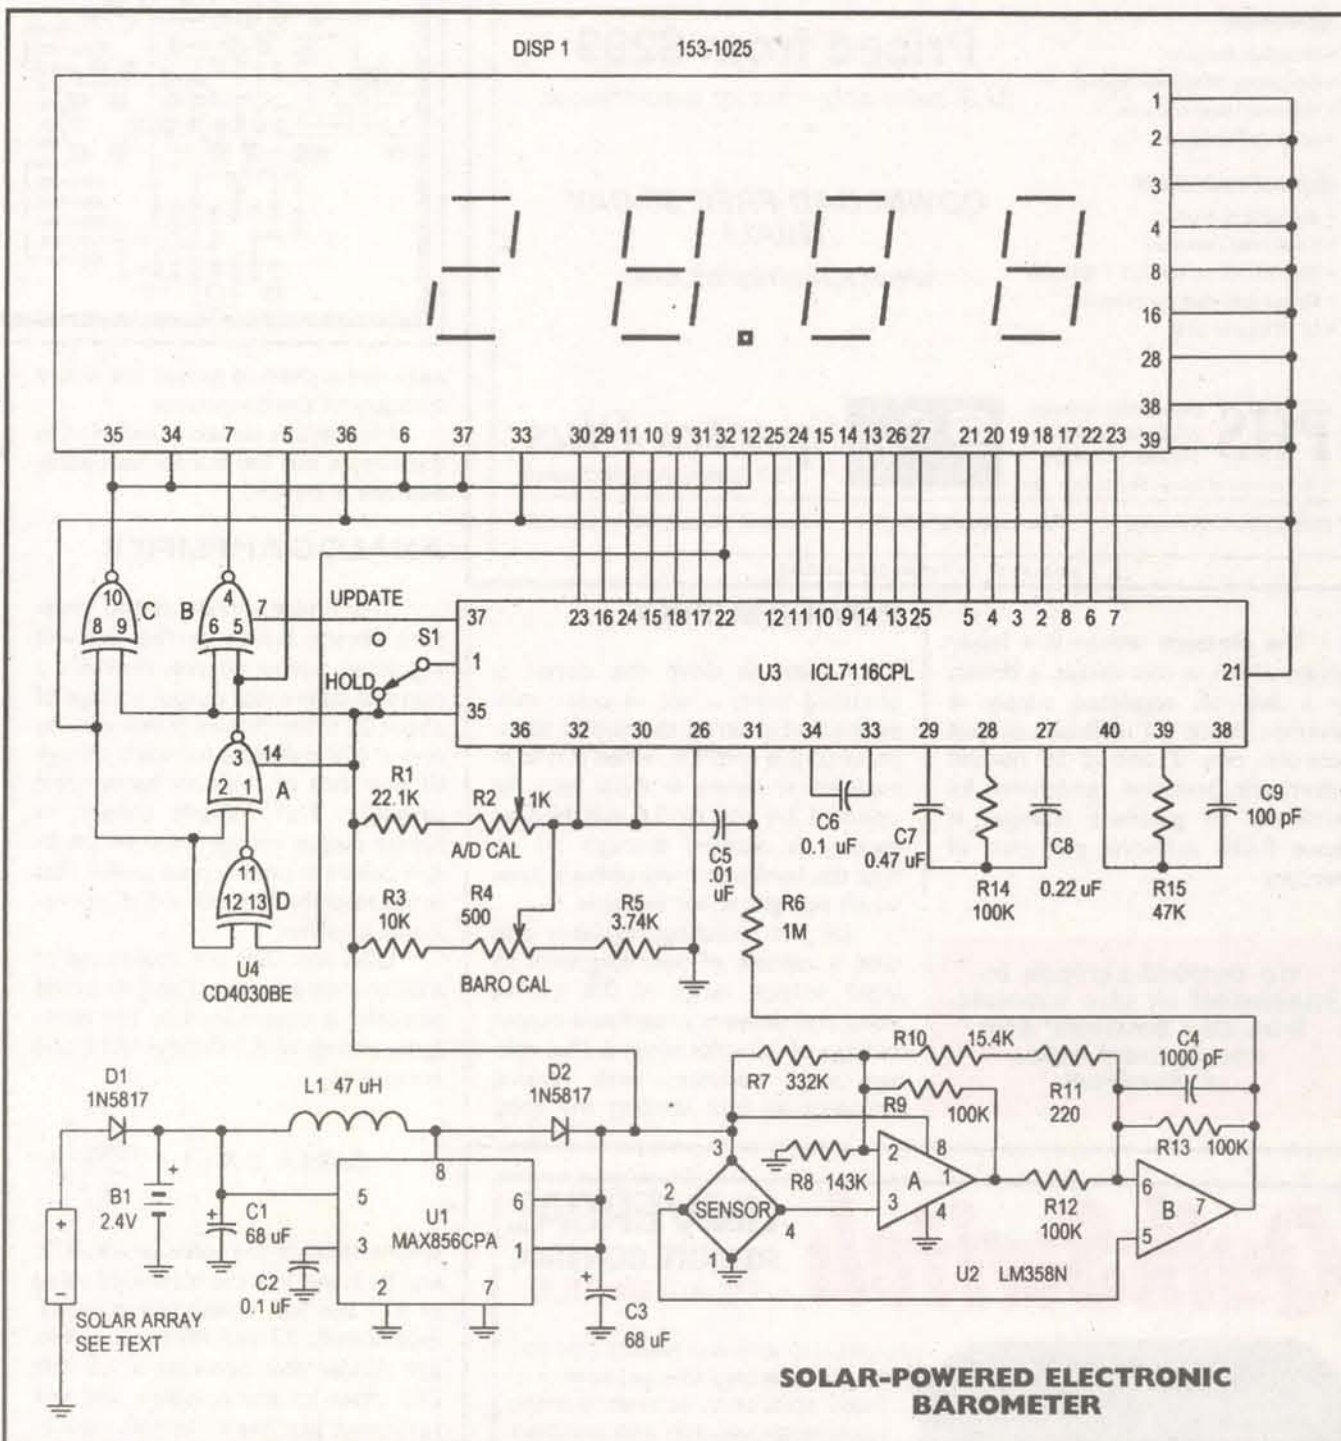 DISP 1 153-1025
1
2
3
4
8
16
28
38
39
35 34 7 5 36 6 37 33 30 29 11 10 9 31 32 12 25 24 15 14 13 26 27 21 20 19 18 17 22 23
10 C
8 9
4 B
6 5
7
UPDATE
S1
HOLD
37
1
35
23 16 24 15 18 17 22 12 11 10 9 14 13 25 5 4 3 2 8 6 7
U3 ICL7116CPL
21
36 32 30 26 31 34 33 29 28 27 40 39 38
3 14
2 1 A
11
12 13 D
U4
CD4030BE
R1
22.1K
R2
1K
A/D CAL
R3
10K
R4
500
BARO CAL
R5
3.74K
C5
.01
uF
R6
1M
C6
0.1 uF
C7
0.47 uF
R14
100K
C8
0.22 uF
R15
47K
C9
100 pF
D1
1N5817
L1 47 uH
D2
1N5817
B1
2.4V
C1
68 uF
C2
0.1 uF
8
5
3
6
1
2
7
U1
MAX856CPA
C3
68 uF
SOLAR ARRAY
SEE TEXT
R7 332K
R10 15.4K
R9
100K
R11
220
C4
1000 pF
R13 100K
R8 143K
R12
100K
3
2 SENSOR 4
1
2
3
A
8
1
4
6
5
B 7
U2 LM358N
SOLAR-POWERED ELECTRONIC
BAROMETER